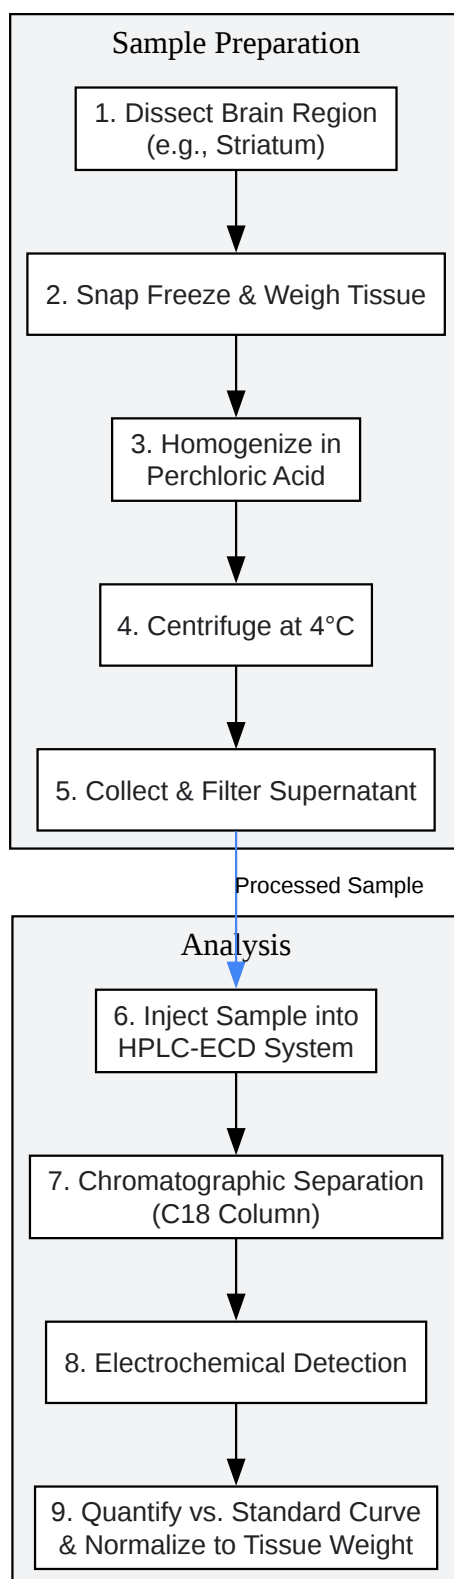 Sample Preparation
1. Dissect Brain Region
(e.g., Striatum)
2. Snap Freeze & Weigh Tissue
3. Homogenize in
Perchloric Acid
4. Centrifuge at 4°C
5. Collect & Filter Supernatant
Processed Sample
Analysis
6. Inject Sample into
HPLC-ECD System
7. Chromatographic Separation
(C18 Column)
8. Electrochemical Detection
9. Quantify vs. Standard Curve
& Normalize to Tissue Weight